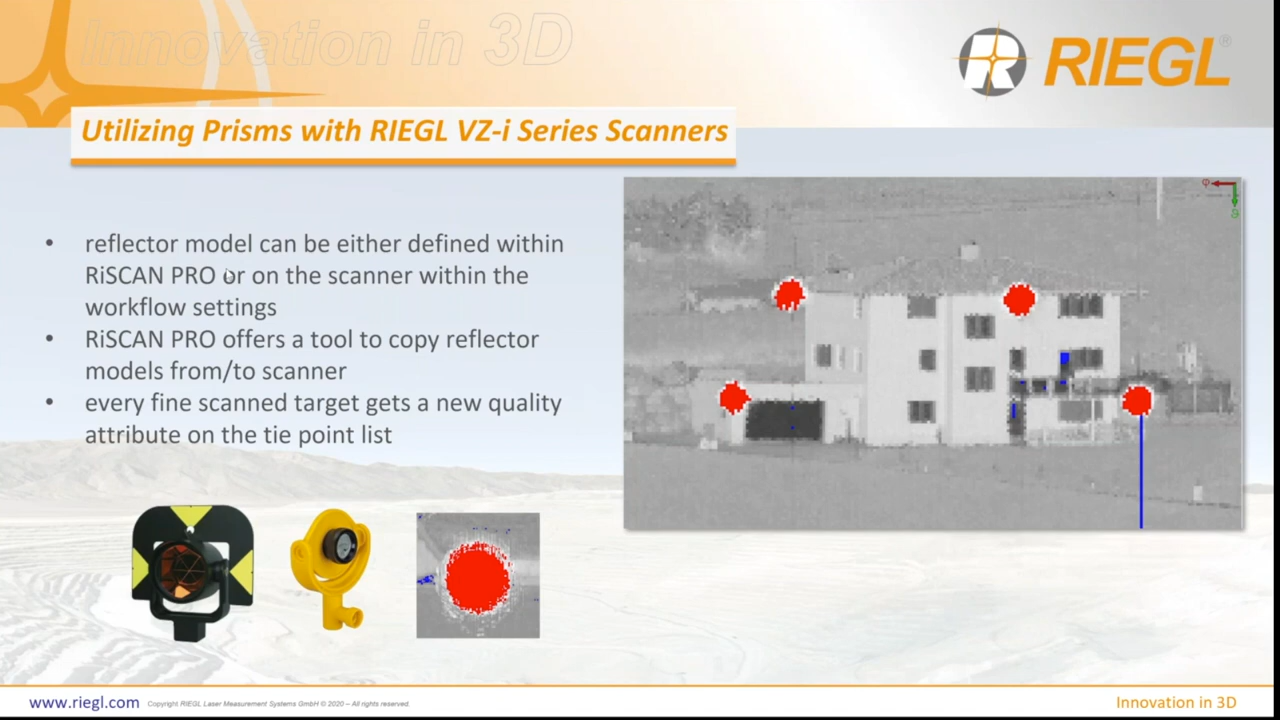 Innovation in 3D
RIEGL®
Utilizing Prisms with RIEGL VZ-i Series Scanners
• reflector model can be either defined within
RiSCAN PRO or on the scanner within the
workflow settings
• RiSCAN PRO offers a tool to copy reflector
models from/to scanner
• every fine scanned target gets a new quality
attribute on the tie point list
www.riegl.com Copyright RIEGL Laser Measurement Systems GmbH © 2020 – All rights reserved.
Innovation in 3D